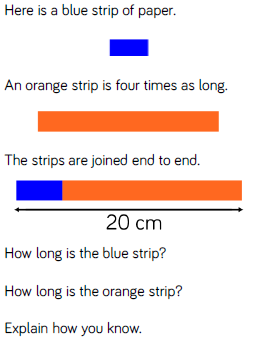 Here is a blue strip of paper.
An orange strip is four times as long.
The strips are joined end to end.
20 cm
How long is the blue strip?
How long is the orange strip?
Explain how you know.